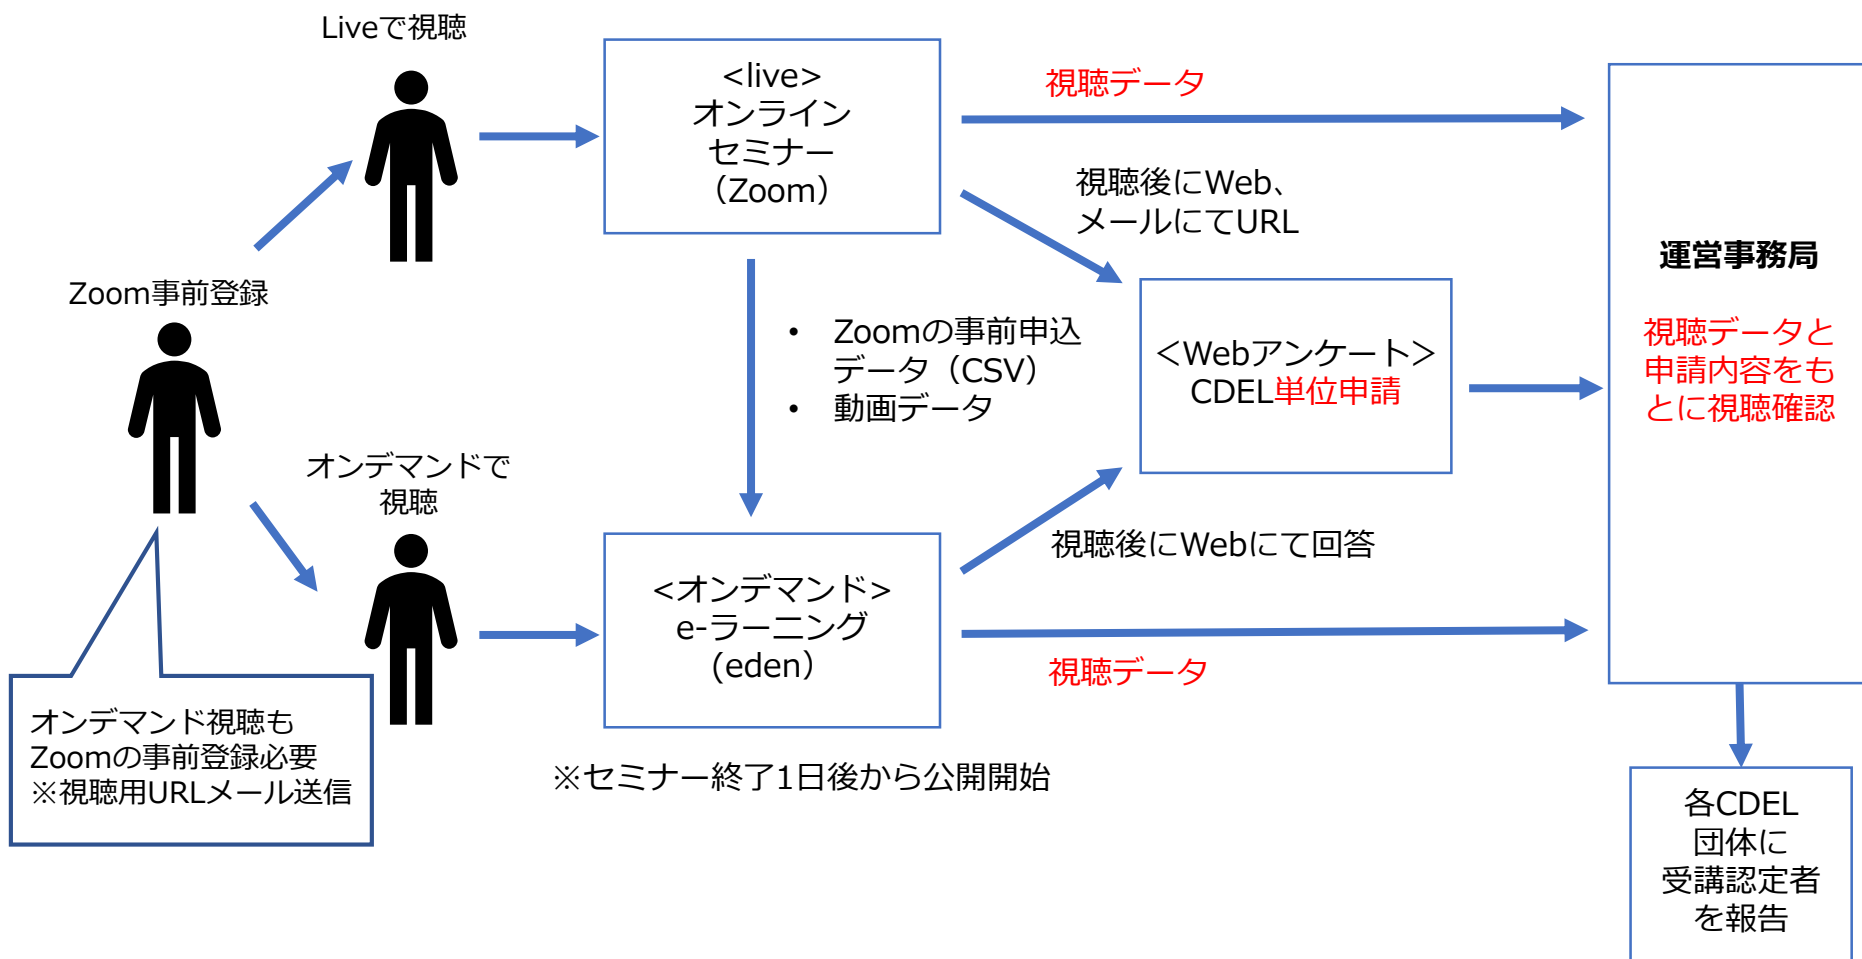 Liveで視聴
<live>
オンライン
セミナー
（Zoom）
視聴データ
視聴後にWeb、
メールにてURL
運営事務局
視聴データと
申請内容をも
とに視聴確認
Zoom事前登録
• Zoomの事前申込
データ（CSV）
• 動画データ
＜Webアンケート＞
CDEL単位申請
オンデマンドで
視聴
視聴後にWebにて回答
<オンデマンド>
e-ラーニング
(eden）
視聴データ
オンデマンド視聴も
Zoomの事前登録必要
※視聴用URLメール送信
※セミナー終了1日後から公開開始
各CDEL
団体に
受講認定者
を報告